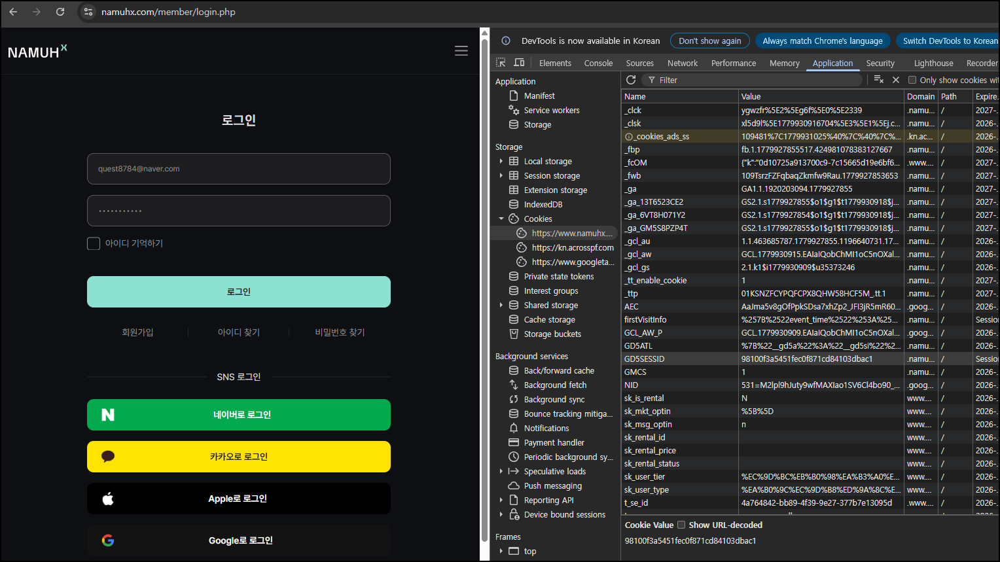 namuhx.com/member/login.php
NAMUHX
로그인
quest8784@naver.com
아이디 기억하기
로그인
회원가입
아이디 찾기
비밀번호 찾기
SNS 로그인
네이버로 로그인
카카오로 로그인
Apple로 로그인
Google로 로그인
DevTools is now available in Korean
Don't show again
Always match Chrome's language
Switch DevTools to Korean
Elements Console Sources Network Performance Memory Application Security Lighthouse Recorder
Application
Manifest
Service workers
Storage
Storage
Local storage
Session storage
Extension storage
IndexedDB
Cookies
https://www.namuhx....
https://kn.acrosspf.com
https://www.googleta...
Private state tokens
Interest groups
Shared storage
Cache storage
Storage buckets
Background services
Back/forward cache
Background fetch
Background sync
Bounce tracking mitiga...
Notifications
Payment handler
Periodic background sy...
Speculative loads
Push messaging
Reporting API
Device bound sessions
Frames
top
Filter
Only show cookies wit
Name Value Domain Path Expire.
_clck ygwzfr%5E2%5Eg6f%5E0%5E2339 .namu... / 2027-
_clsk xl5d9l%5E1779930916704%5E3%5E1%5Ej.c... .namu... / 2026-
_cookies_ads_ss 109481%7C1779931025%40%7C%40%7C%... .kn.ac... / 2026-
_fbp fb.1.1779927855517.424981078383127667 .namu... / 2026-
_fcOM {"k":"0d10725a913700c9-7c15665d19e6bf6... .www.... / 2027-
_fwb 109TsrzFZFqbaqZkmfw9Rau.1779927853653 .namu... / 2027-
_ga GA1.1.1920203094.1779927855 .namu... / 2027-
_ga_13T6523CE2 GS2.1.s1779927855$o1$g1$t1779930918$j... .namu... / 2027-
_ga_6VT8H071Y2 GS2.1.s1779927854$o1$g1$t1779930918$j... .namu... / 2027-
_ga_GM5S8PZP4T GS2.1.s1779927855$o1$g1$t1779930918$j... .namu... / 2027-
_gcl_au 1.1.463685787.1779927855.1196640731.17... .namu... / 2026-
_gcl_aw GCL.1779930915.EAIaIQobChMI1oC5nOXal... .namu... / 2026-
_gcl_gs 2.1.k1$i1779930909$u35373246 .namu... / 2026-
_tt_enable_cookie 1 .namu... / 2027-
_ttp 01KSNZFCYPQFCPX8QHW58HCF5M_.tt.1 .namu... / 2027-
AEC AaJma5v8gOfPpkSDsa7xhZp2_JFI3jR5mR60... .goog... / 2026-
firstVisitInfo %257B%2522event_time%2522%253A%25... .namu... / Sessio
GCL_AW_P GCL.1779930909.EAIaIQobChMI1oC5nOXal... .goog... / 2026-
GD5ATL %7B%22__gd5a%22%3A%22__gd5si%22%2... .namu... / 2026-
GD5SESSID 98100f3a5451fec0f871cd84103dbac1 .namu... / Sessio
GMCS 1 .namu... / 2026-
NID 531=M2lpl9hJuty9wfMAXIao1SV6Cl4bo90_... .goog... / 2026-
sk_is_rental N www.... / 2026-
sk_mkt_optin %5B%5D www.... / 2026-
sk_msg_optin n www.... / 2026-
sk_rental_id www.... / 2026-
sk_rental_price www.... / 2026-
sk_rental_status www.... / 2026-
sk_user_tier %EC%9D%BC%EB%B0%98%EA%B3%A0%E... www.... / 2026-
sk_user_type %EA%B0%9C%EC%9D%B8%ED%9A%8C%E... www.... / 2026-
t_se_id 4a764842-bb89-4f39-9e27-377b7e13095d .www.... / 2026-
Cookie Value Show URL-decoded
98100f3a5451fec0f871cd84103dbac1